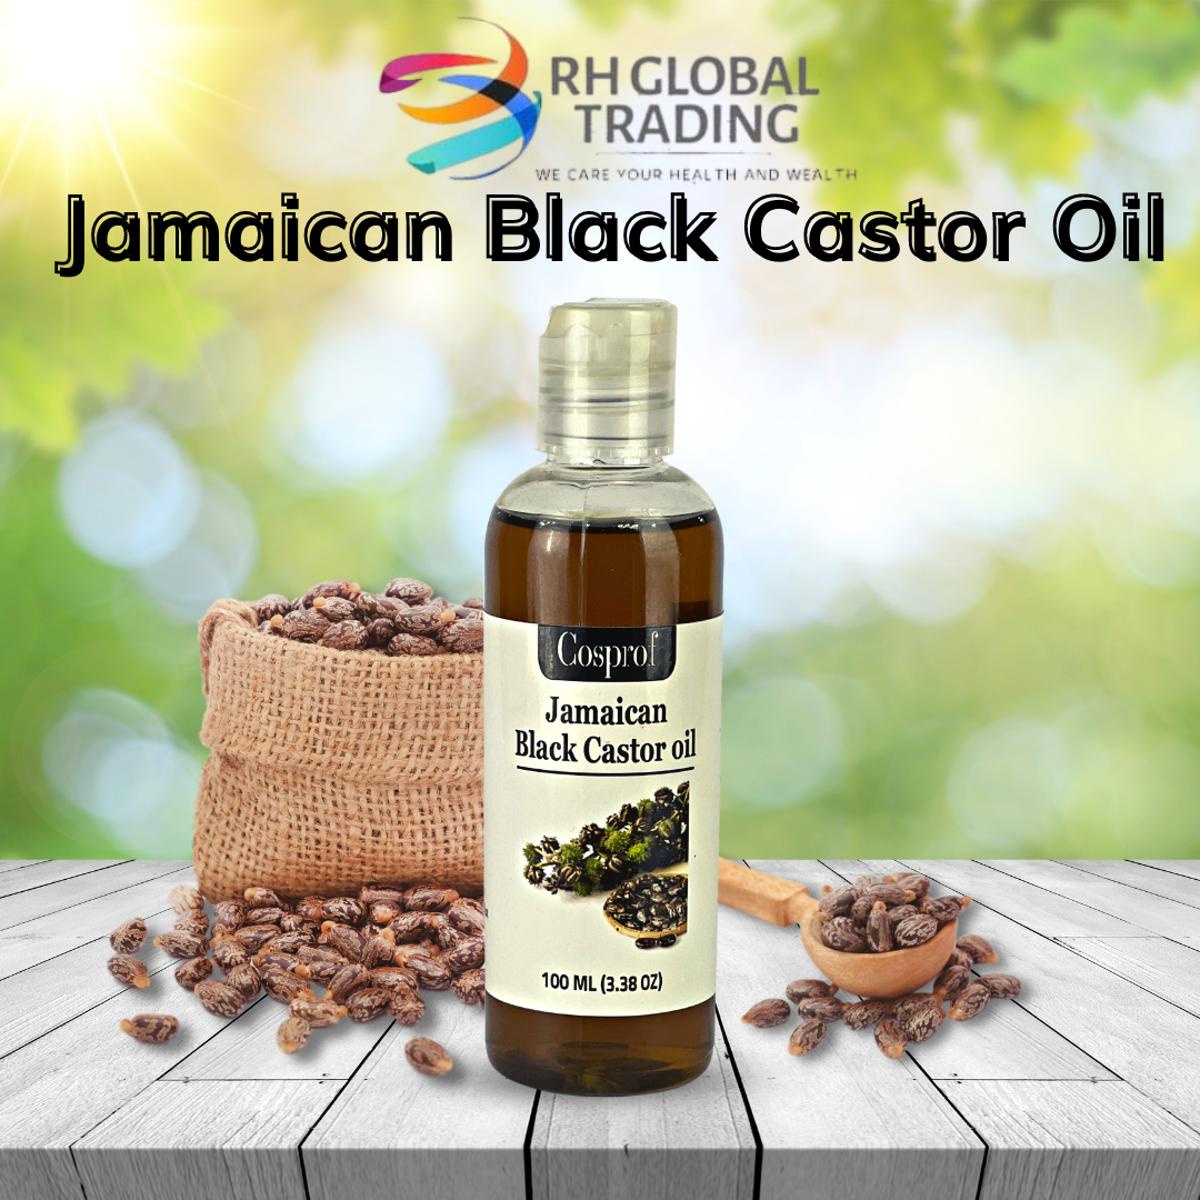 RH GLOBAL
TRADING
WE CARE YOUR HEALTH AND WEALTH
Jamaican Black Castor Oil
Cosprof
Jamaican
Black Castor oil
100 ML (3.38 OZ)